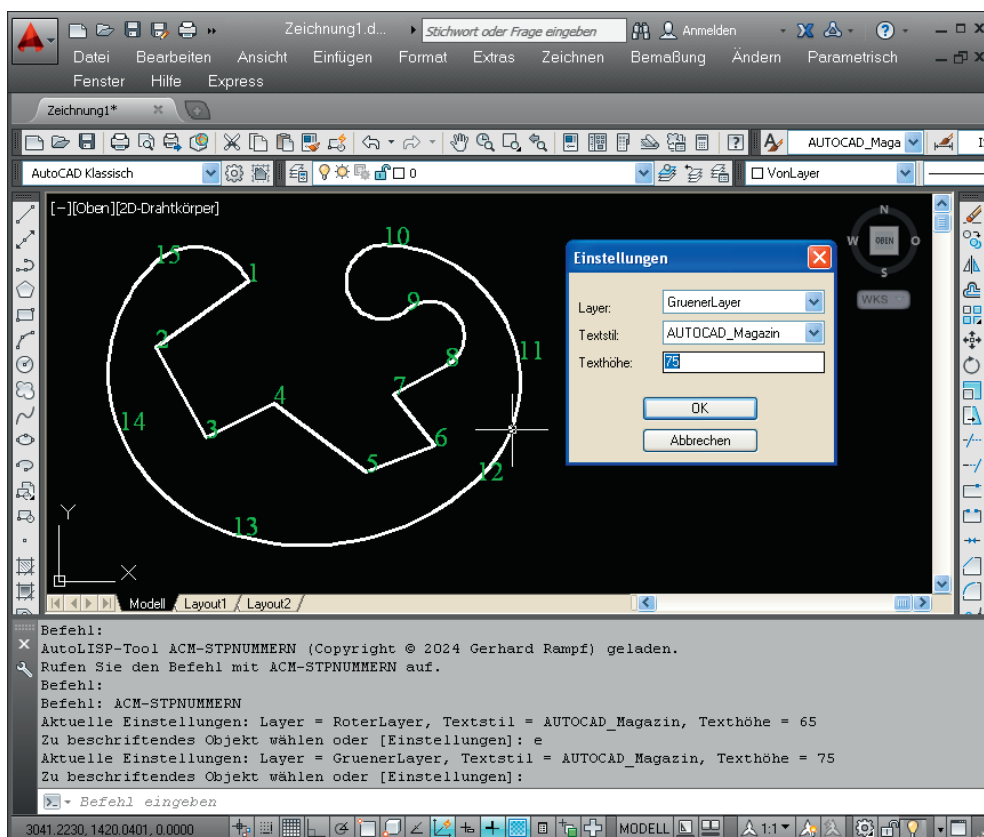 Zeichnung1.d...
Stichwort oder Frage eingeben
Anmelden
Datei Bearbeiten Ansicht Einfügen Format Extras Zeichnen Bemaßung Ändern Parametrisch
Fenster Hilfe Express
Zeichnung1*
AUTOCAD_Maga
AutoCAD Klassisch
0
VonLayer
[-][Oben][2D-Drahtkörper]
N
W OBEN O
S
WKS
15
10
1
9
2
11
8
7
4
14
3
6
5
12
13
Y
X
Einstellungen
Layer: GruenerLayer
Textstil: AUTOCAD_Magazin
Texthöhe: 75
OK
Abbrechen
Modell Layout1 Layout2
Befehl:
AutoLISP-Tool ACM-STPNUMMERN (Copyright © 2024 Gerhard Rampf) geladen.
Rufen Sie den Befehl mit ACM-STPNUMMERN auf.
Befehl:
Befehl: ACM-STPNUMMERN
Aktuelle Einstellungen: Layer = RoterLayer, Textstil = AUTOCAD_Magazin, Texthöhe = 65
Zu beschriftendes Objekt wählen oder [Einstellungen]: e
Aktuelle Einstellungen: Layer = GruenerLayer, Textstil = AUTOCAD_Magazin, Texthöhe = 75
Zu beschriftendes Objekt wählen oder [Einstellungen]:
Befehl eingeben
3041.2230, 1420.0401, 0.0000
MODELL
1:1